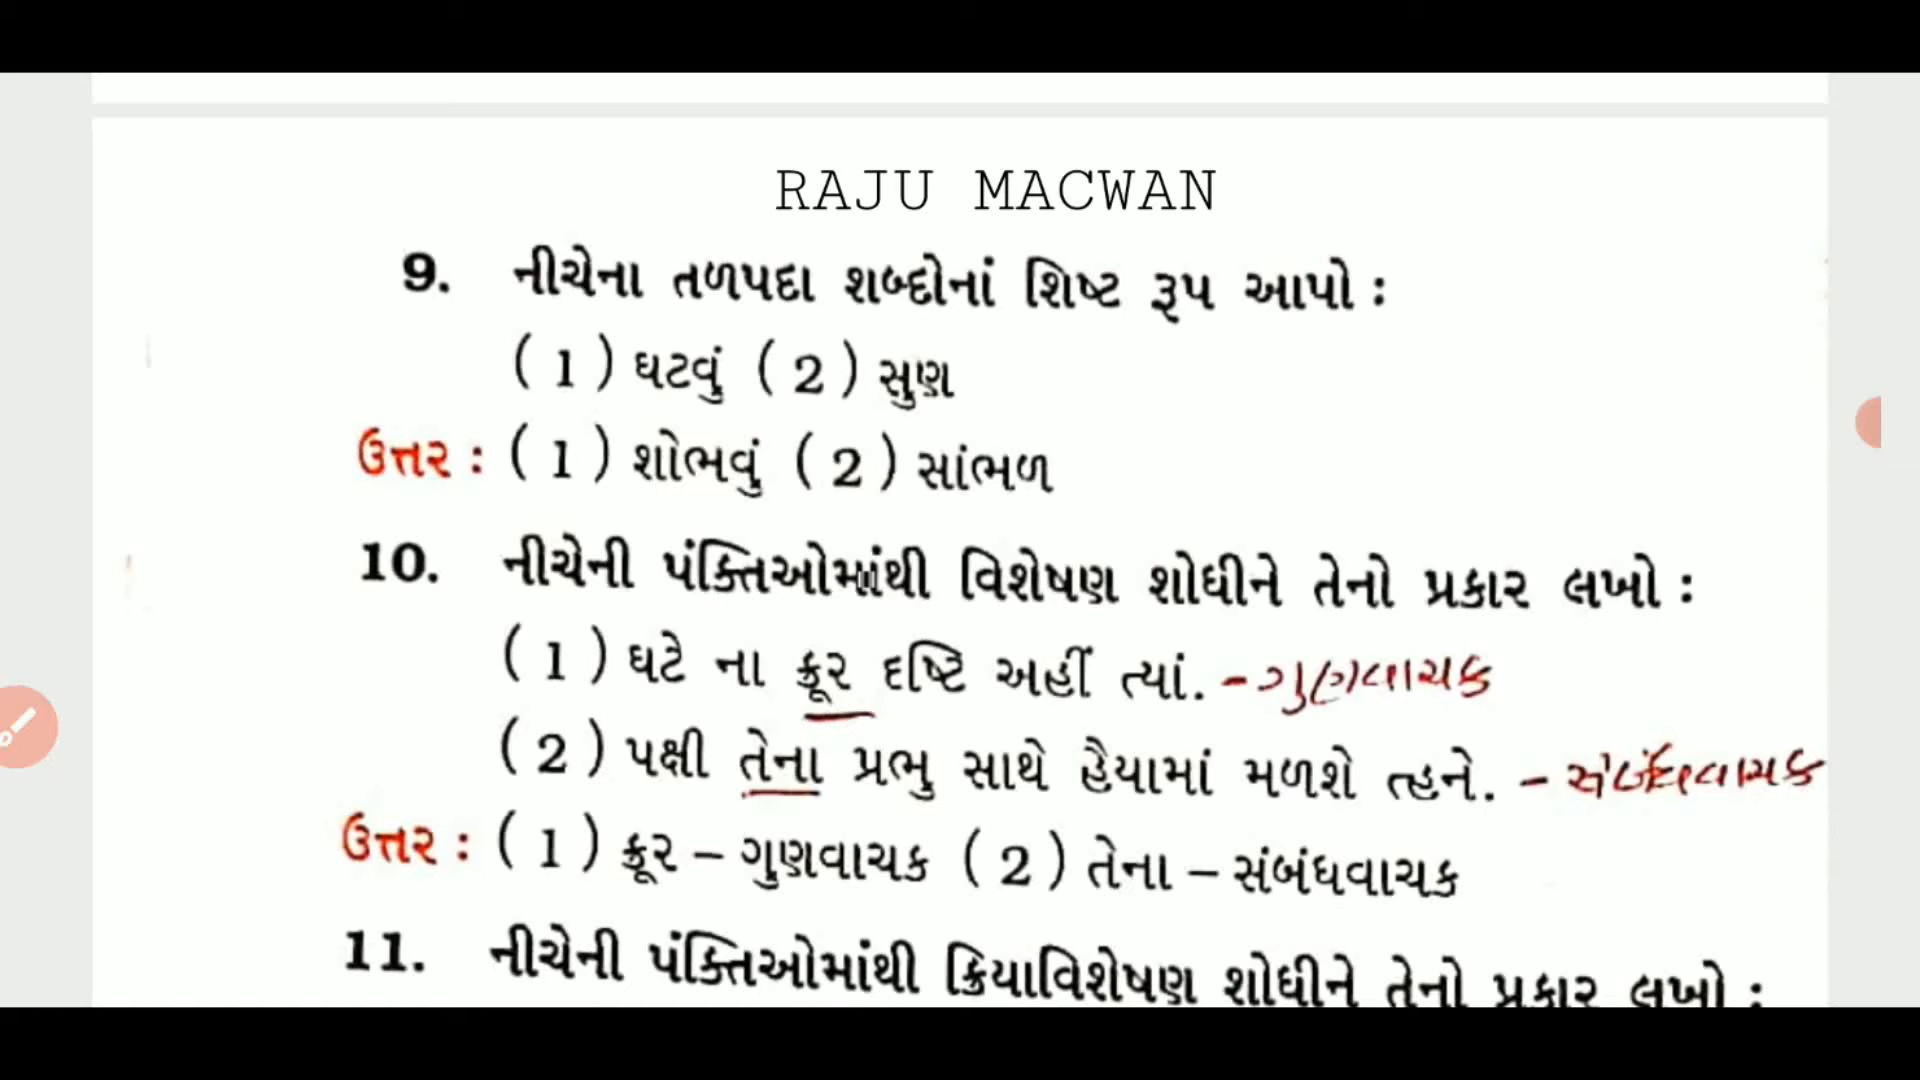 RAJU MACWAN
9. નીચેના તળપદા શબ્દોનાં શિષ્ટ રૂપ આપો :
( 1 ) ઘટવું ( 2 ) સુણ
ઉત્તર : ( 1 ) શોભવું ( 2 ) સાંભળ
10. નીચેની પંક્તિઓમાંથી વિશેષણ શોધીને તેનો પ્રકાર લખો :
( 1 ) ઘટે ના ક્રૂર દૃષ્ટિ અહીં ત્યાં. - ગુણવાચક
( 2 ) પક્ષી તેના પ્રભુ સાથે હૈયામાં મળશે ત્હને. - સંબંધવાચક
ઉત્તર : ( 1 ) ક્રૂર – ગુણવાચક ( 2 ) તેના – સંબંધવાચક
11. નીચેની પંક્તિઓમાંથી ક્રિયાવિશેષણ શોધીને તેનો પ્રકાર લખો :